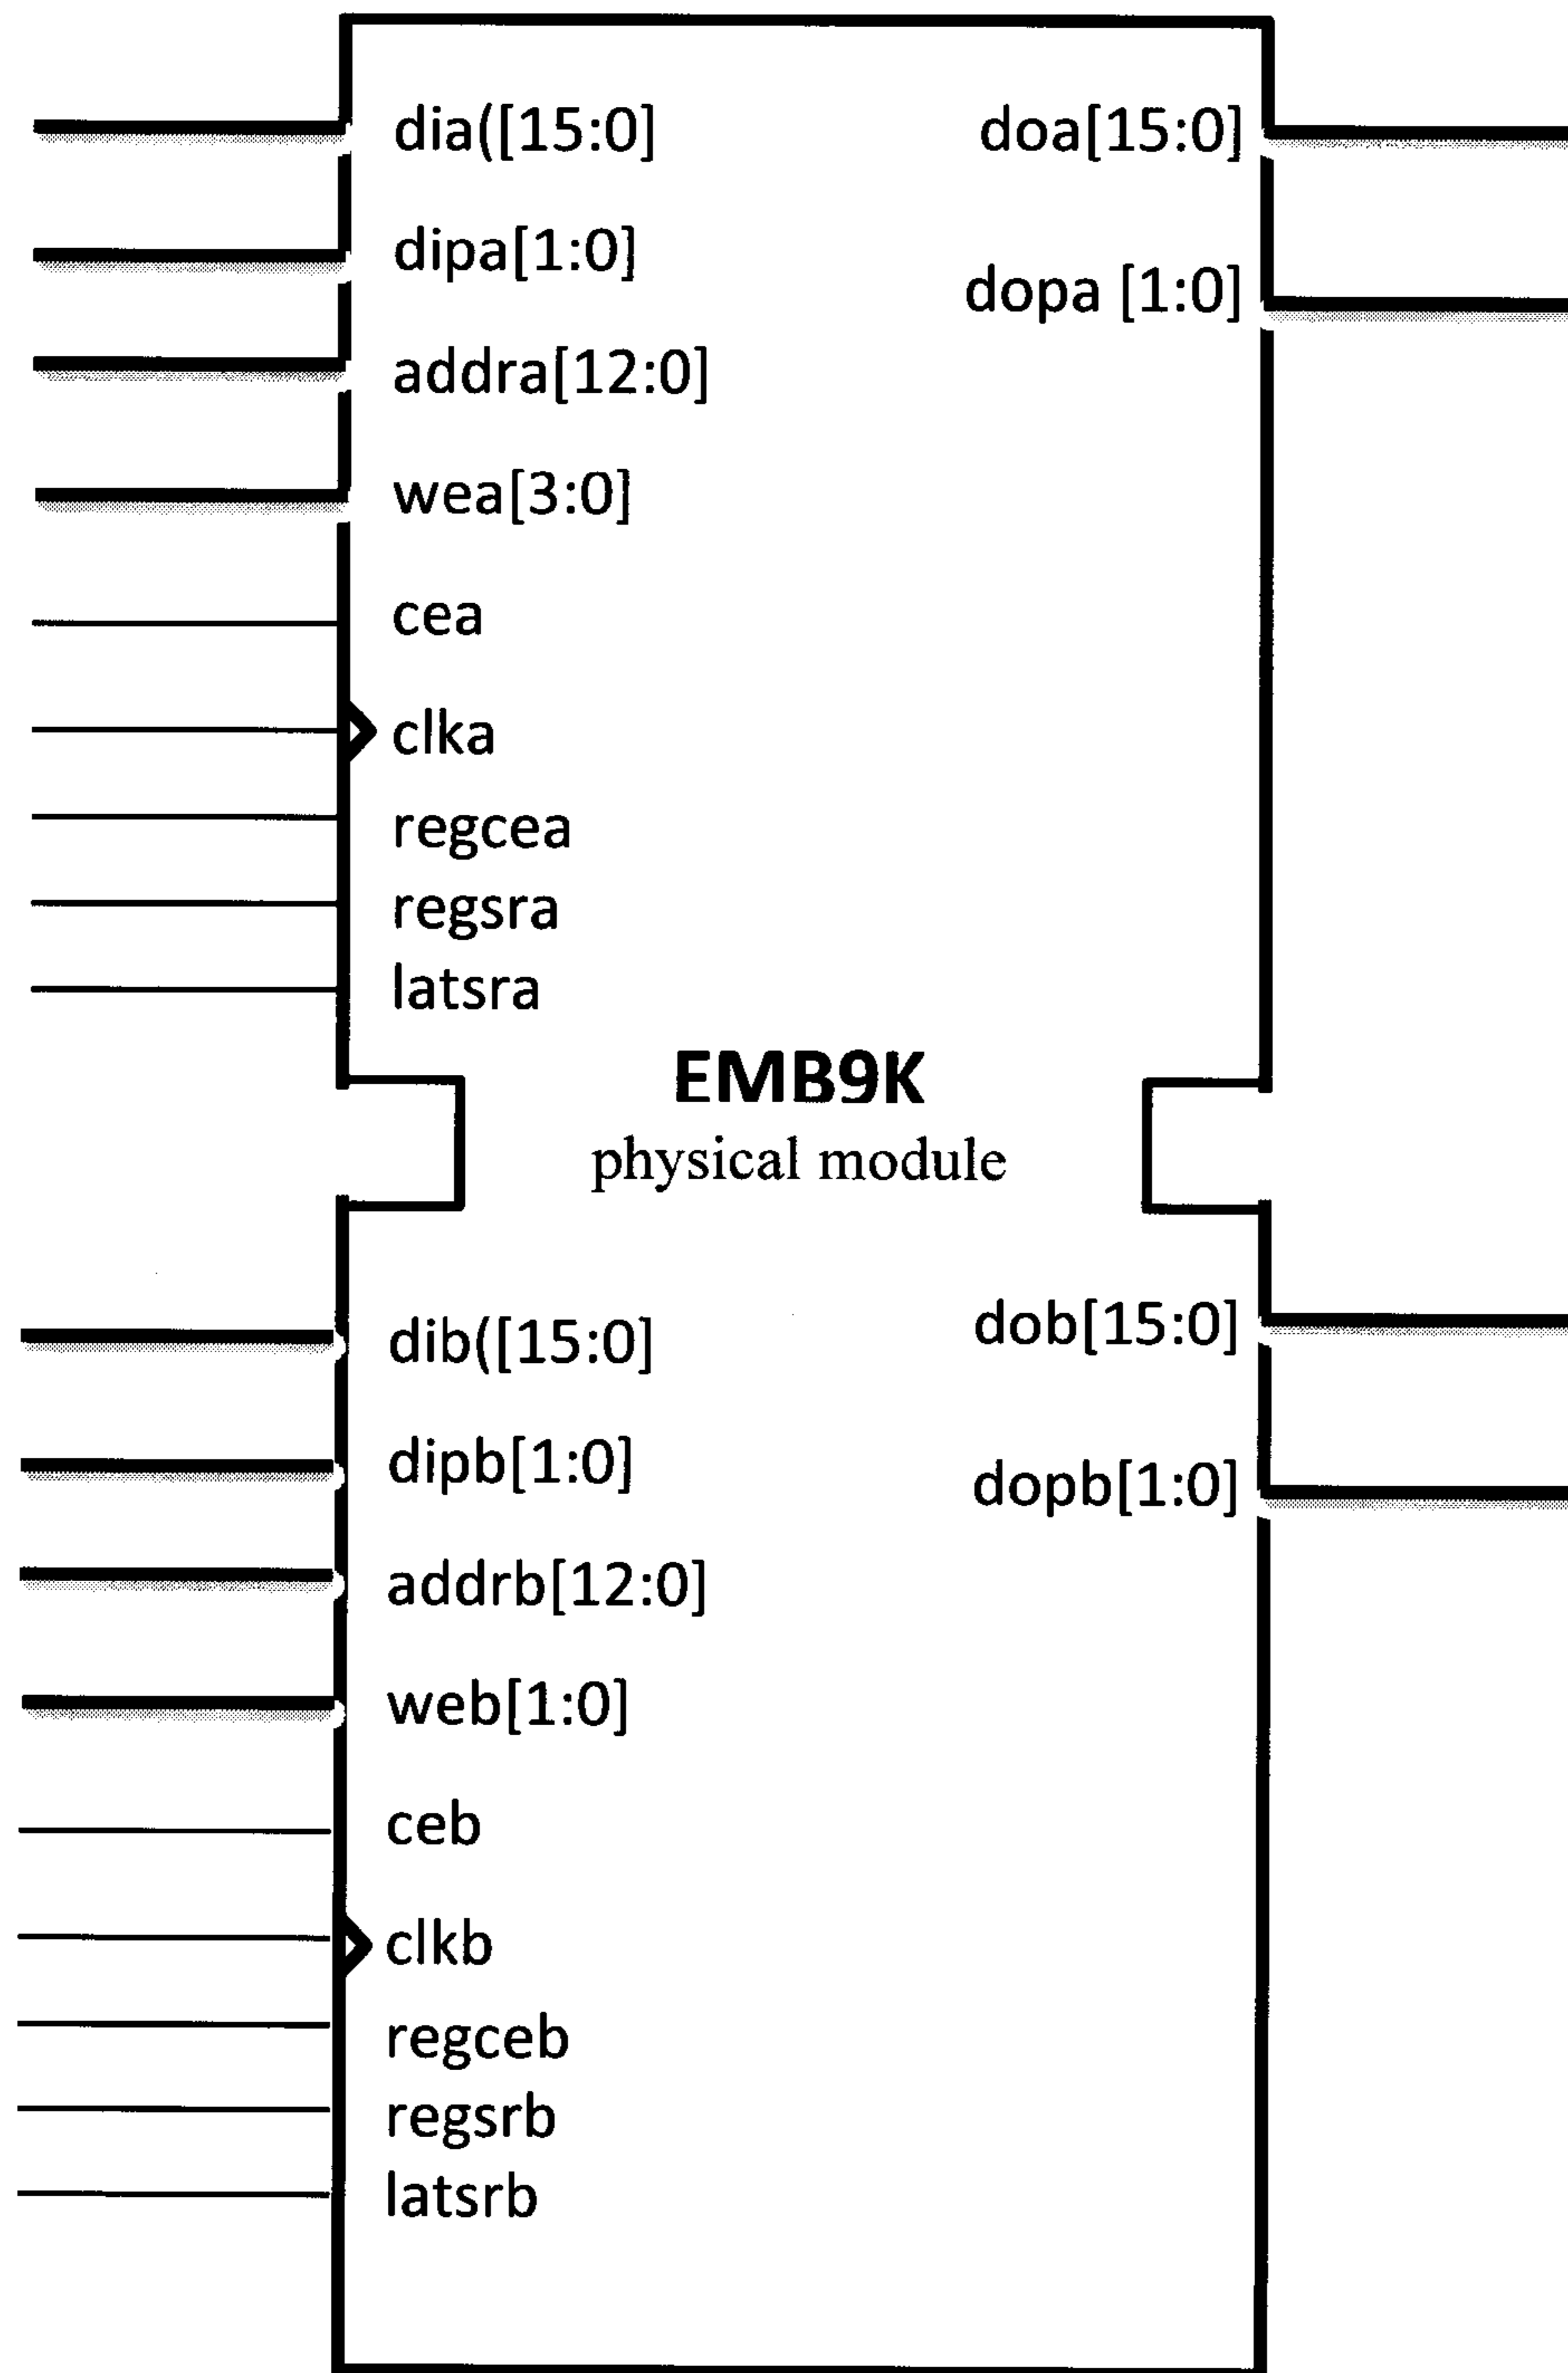 dia([15:0]
doa[15:0]
dipa[1:0]
dopa [1:0]
addra[12:0]
wea[3:0]
cea
clka
regcea
regsra
latsra
EMB9K
physical module
dib([15:0]
dob[15:0]
dipb[1:0]
dopb[1:0]
addrb[12:0]
web[1:0]
ceb
clkb
regceb
regsrb
latsrb